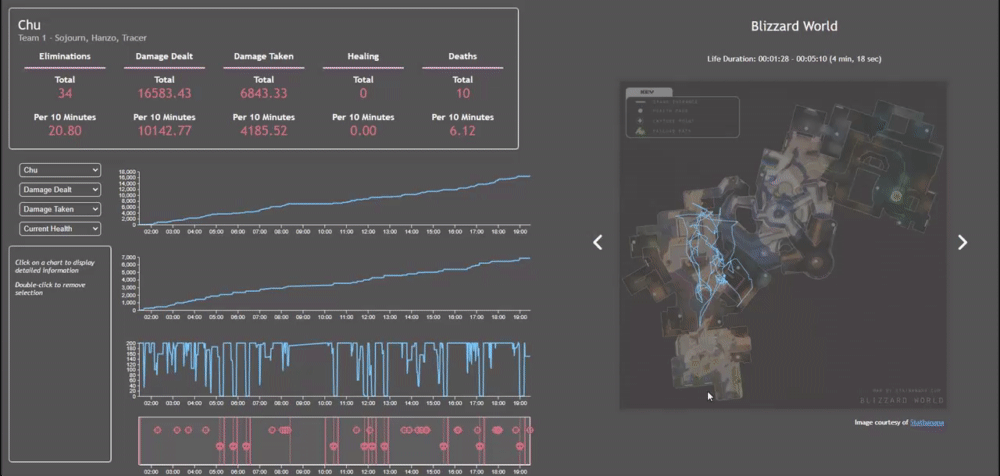 Chu
Team 1 - Sojourn, Hanzo, Tracer
Eliminations Damage Dealt Damage Taken Healing Deaths
Total Total Total Total Total
34 16583.43 6843.33 0 10
Per 10 Minutes Per 10 Minutes Per 10 Minutes Per 10 Minutes Per 10 Minutes
20.80 10142.77 4185.52 0.00 6.12
Chu
Damage Dealt
Damage Taken
Current Health
Click on a chart to display
detailed information
Double-click to remove
selection
18,000
16,000
14,000
12,000
10,000
8,000
6,000
4,000
2,000
0
02:00 03:00 04:00 05:00 06:00 07:00 08:00 09:00 10:00 11:00 12:00 13:00 14:00 15:00 16:00 17:00 18:00 19:00
7,000
6,000
5,000
4,000
3,000
2,000
1,000
0
02:00 03:00 04:00 05:00 06:00 07:00 08:00 09:00 10:00 11:00 12:00 13:00 14:00 15:00 16:00 17:00 18:00 19:00
200
180
160
140
120
100
80
60
40
20
0
02:00 03:00 04:00 05:00 06:00 07:00 08:00 09:00 10:00 11:00 12:00 13:00 14:00 15:00 16:00 17:00 18:00 19:00
02:00 03:00 04:00 05:00 06:00 07:00 08:00 09:00 10:00 11:00 12:00 13:00 14:00 15:00 16:00 17:00 18:00 19:00
Blizzard World
Life Duration: 00:01:28 - 00:05:10 (4 min, 18 sec)
KEY
BLIZZARD WORLD
Image courtesy of Statbanana